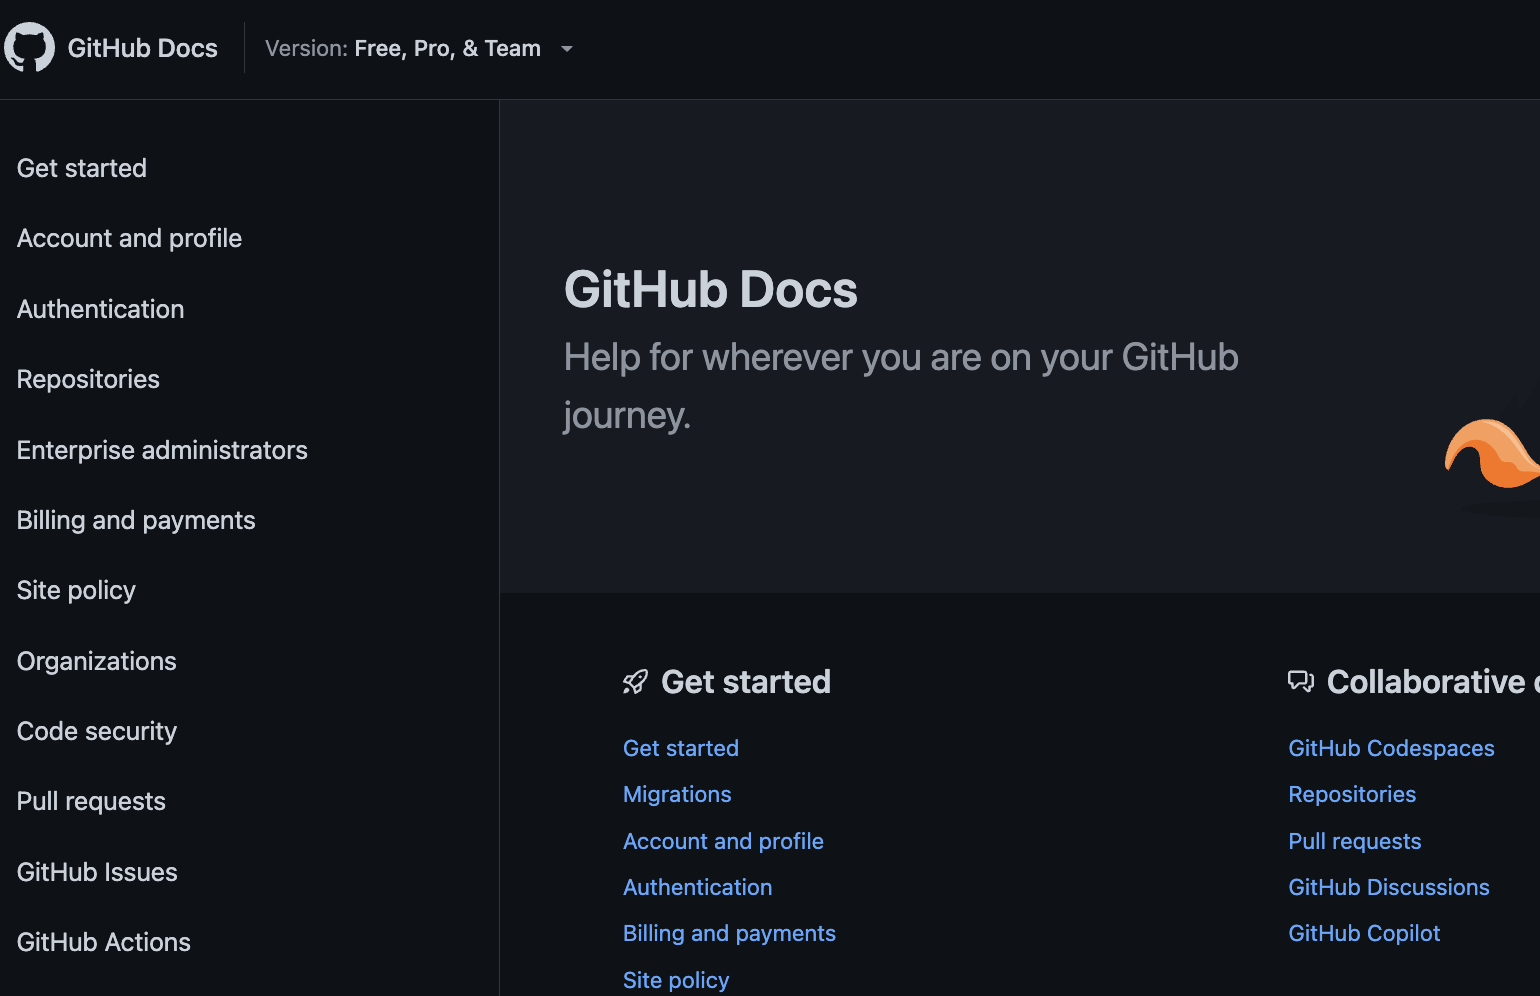 GitHub Docs
Version: Free, Pro, & Team
Get started
Account and profile
Authentication
Repositories
Enterprise administrators
Billing and payments
Site policy
Organizations
Code security
Pull requests
GitHub Issues
GitHub Actions
GitHub Docs
Help for wherever you are on your GitHub
journey.
Get started
Get started
Migrations
Account and profile
Authentication
Billing and payments
Site policy
Collaborative
GitHub Codespaces
Repositories
Pull requests
GitHub Discussions
GitHub Copilot